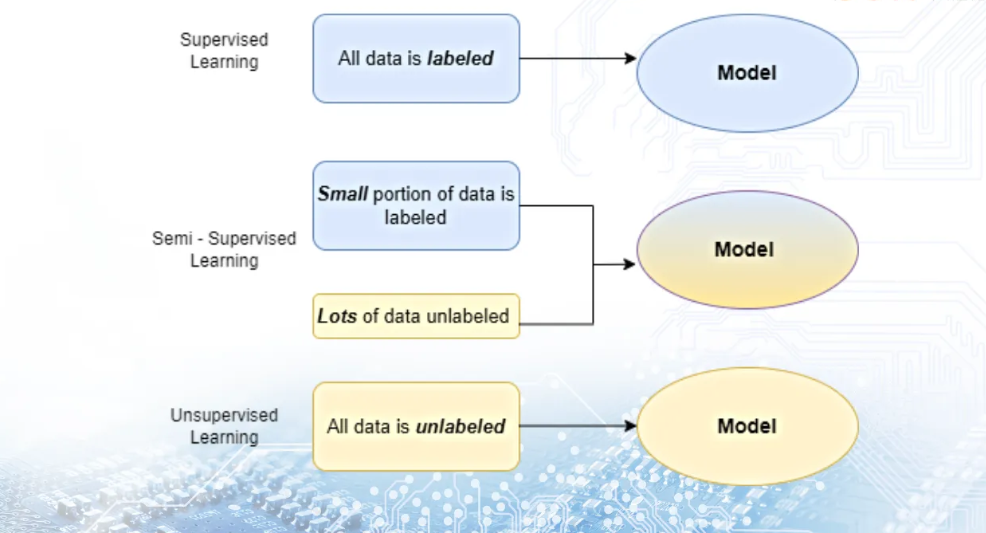 Supervised
Learning
All data is labeled
Model
Small portion of data is
labeled
Semi - Supervised
Learning
Model
Lots of data unlabeled
Unsupervised
Learning
All data is unlabeled
Model